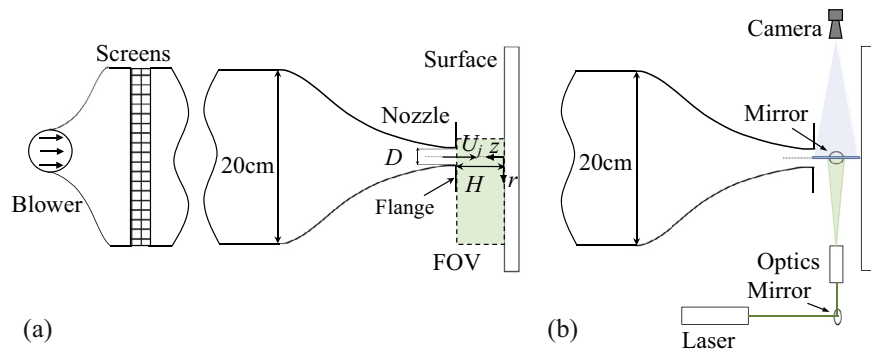 Screens
Blower
20cm
Nozzle
Surface
D
U_j
z
H
r
Flange
FOV
(a)
Camera
Mirror
20cm
Optics
Mirror
Laser
(b)